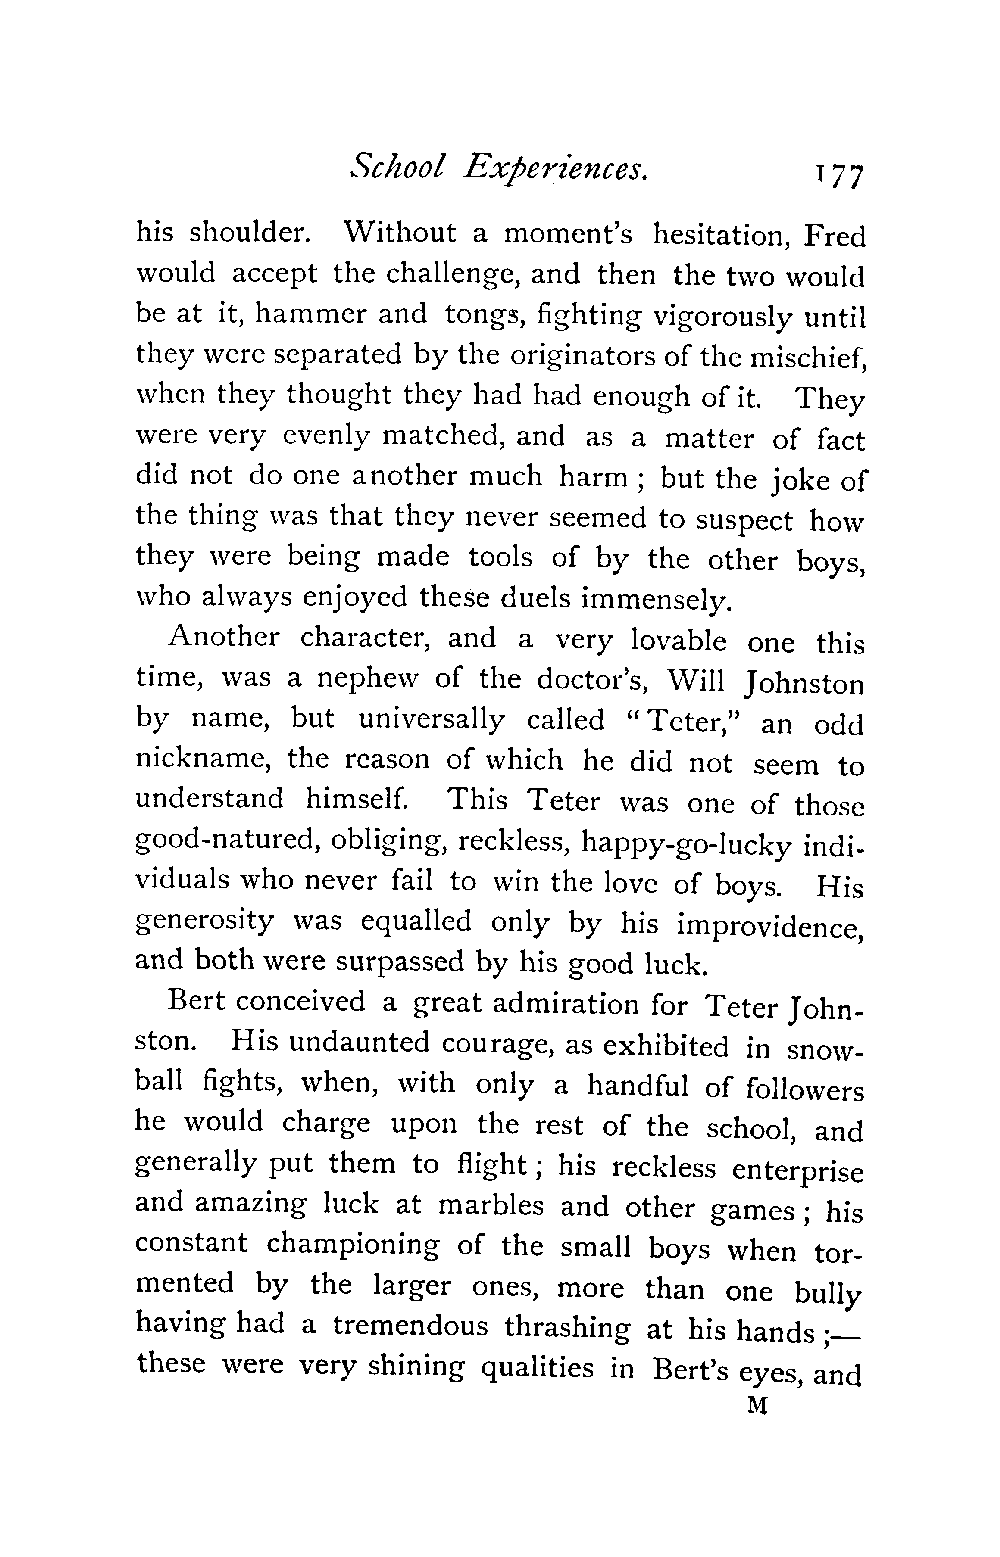 School Experiences. 177
his shoulder. Without a moment's hesitation, Fred
would accept the challenge, and then the two would
be at it, hammer and tongs, fighting vigorously until
they were separated by the originators of the mischief,
when they thought they had had enough of it. They
were very evenly matched, and as a matter of fact
did not do one another much harm ; but the joke of
the thing was that they never seemed to suspect how
they were being made tools of by the other boys,
who always enjoyed these duels immensely.
Another character, and a very lovable one this
time, was a nephew of the doctor's, Will Johnston
by name, but universally called “Teter,” an odd
nickname, the reason of which he did not seem to
understand himself. This Teter was one of those
good-natured, obliging, reckless, happy-go-lucky indi-
viduals who never fail to win the love of boys. His
generosity was equalled only by his improvidence,
and both were surpassed by his good luck.
Bert conceived a great admiration for Teter John-
ston. His undaunted courage, as exhibited in snow-
ball fights, when, with only a handful of followers
he would charge upon the rest of the school, and
generally put them to flight ; his reckless enterprise
and amazing luck at marbles and other games ; his
constant championing of the small boys when tor-
mented by the larger ones, more than one bully
having had a tremendous thrashing at his hands ;—
these were very shining qualities in Bert's eyes, and
M